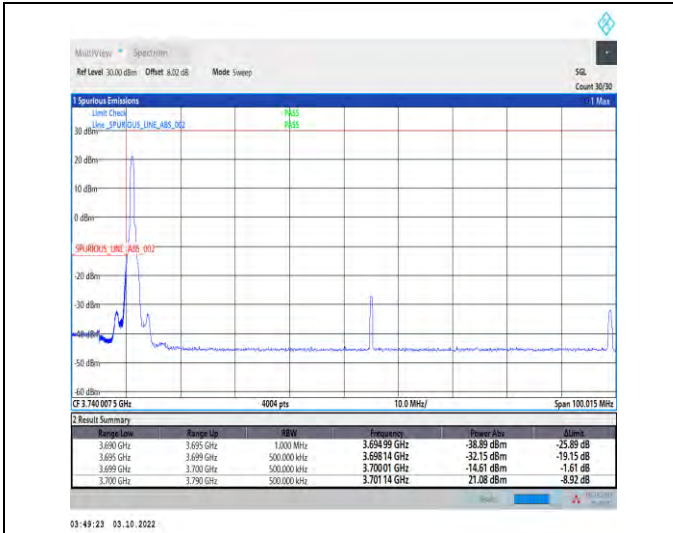 MultiView Spectrum
Ref Level 30.00 dBm Offset 8.02 dB Mode Sweep SGL
Count 30/30
1 Spurious Emissions 1 Max
Limit Check PASS
Line _SPURIOUS_LINE_ABS_002 PASS
30 dBm
20 dBm
10 dBm
0 dBm
_SPURIOUS_LINE_ABS_002
-20 dBm
-30 dBm
-40 dBm
-50 dBm
-60 dBm
CF 3.740 007 5 GHz 4004 pts 10.0 MHz/ Span 100.015 MHz
2 Result Summary
Range Low Range Up RBW Frequency Power Abs ΔLimit
3.690 GHz 3.695 GHz 1.000 MHz 3.694 99 GHz -38.89 dBm -25.89 dB
3.695 GHz 3.699 GHz 500.000 kHz 3.698 14 GHz -32.15 dBm -19.15 dB
3.699 GHz 3.700 GHz 500.000 kHz 3.700 01 GHz -14.61 dBm -1.61 dB
3.700 GHz 3.790 GHz 500.000 kHz 3.701 14 GHz 21.08 dBm -8.92 dB
03:49:23 03.10.2022